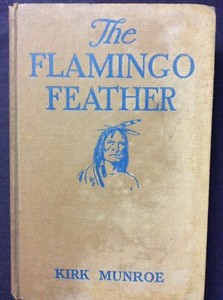 The
FLAMINGO
FEATHER
KIRK MUNROE